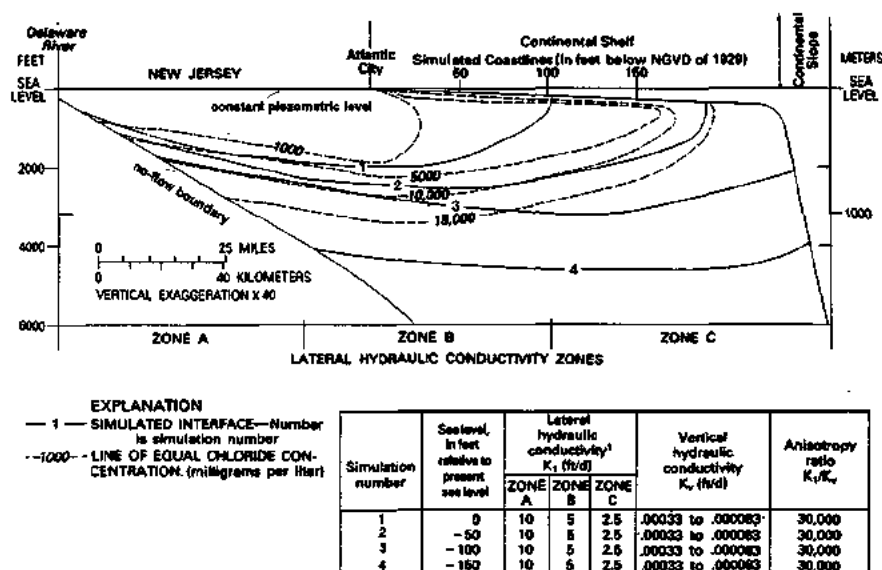 Delaware River
FEET
SEA LEVEL
NEW JERSEY
Atlantic City
Continental Shelf
Simulated Coastlines (In feet below NGVD of 1929)
50 100 150
Continental Slope
METERS
SEA LEVEL
constant piezometric level
1000
1
5000
2
10,000
3
18,000
4
no-flow boundary
2000
4000
6000
1000
0 25 MILES
0 40 KILOMETERS
VERTICAL EXAGGERATION X 40
ZONE A ZONE B ZONE C
LATERAL HYDRAULIC CONDUCTIVITY ZONES
EXPLANATION
— 1 — SIMULATED INTERFACE—Number
is simulation number
--1000-- LINE OF EQUAL CHLORIDE CON-
CENTRATION. (milligrams per liter)
Simulation number
Sea level, in feet relative to present sea level
Lateral hydraulic conductivity¹ K₁ (ft/d)
ZONE A ZONE B ZONE C
Vertical hydraulic conductivity Kᵥ (ft/d)
Anisotropy ratio K₁/Kᵥ
1 0 10 5 2.5 .00033 to .000083 30,000
2 -50 10 5 2.5 .00033 to .000083 30,000
3 -100 10 5 2.5 .00033 to .000083 30,000
4 -150 10 5 2.5 .00033 to .000083 30,000